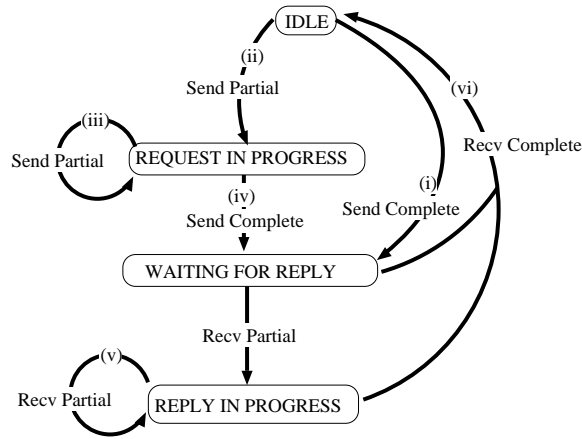 IDLE
(ii)
(vi)
Send Partial
(iii)
Recv Complete
Send Partial
REQUEST IN PROGRESS
(i)
(iv)
Send Complete
Send Complete
WAITING FOR REPLY
Recv Partial
(v)
Recv Partial
REPLY IN PROGRESS